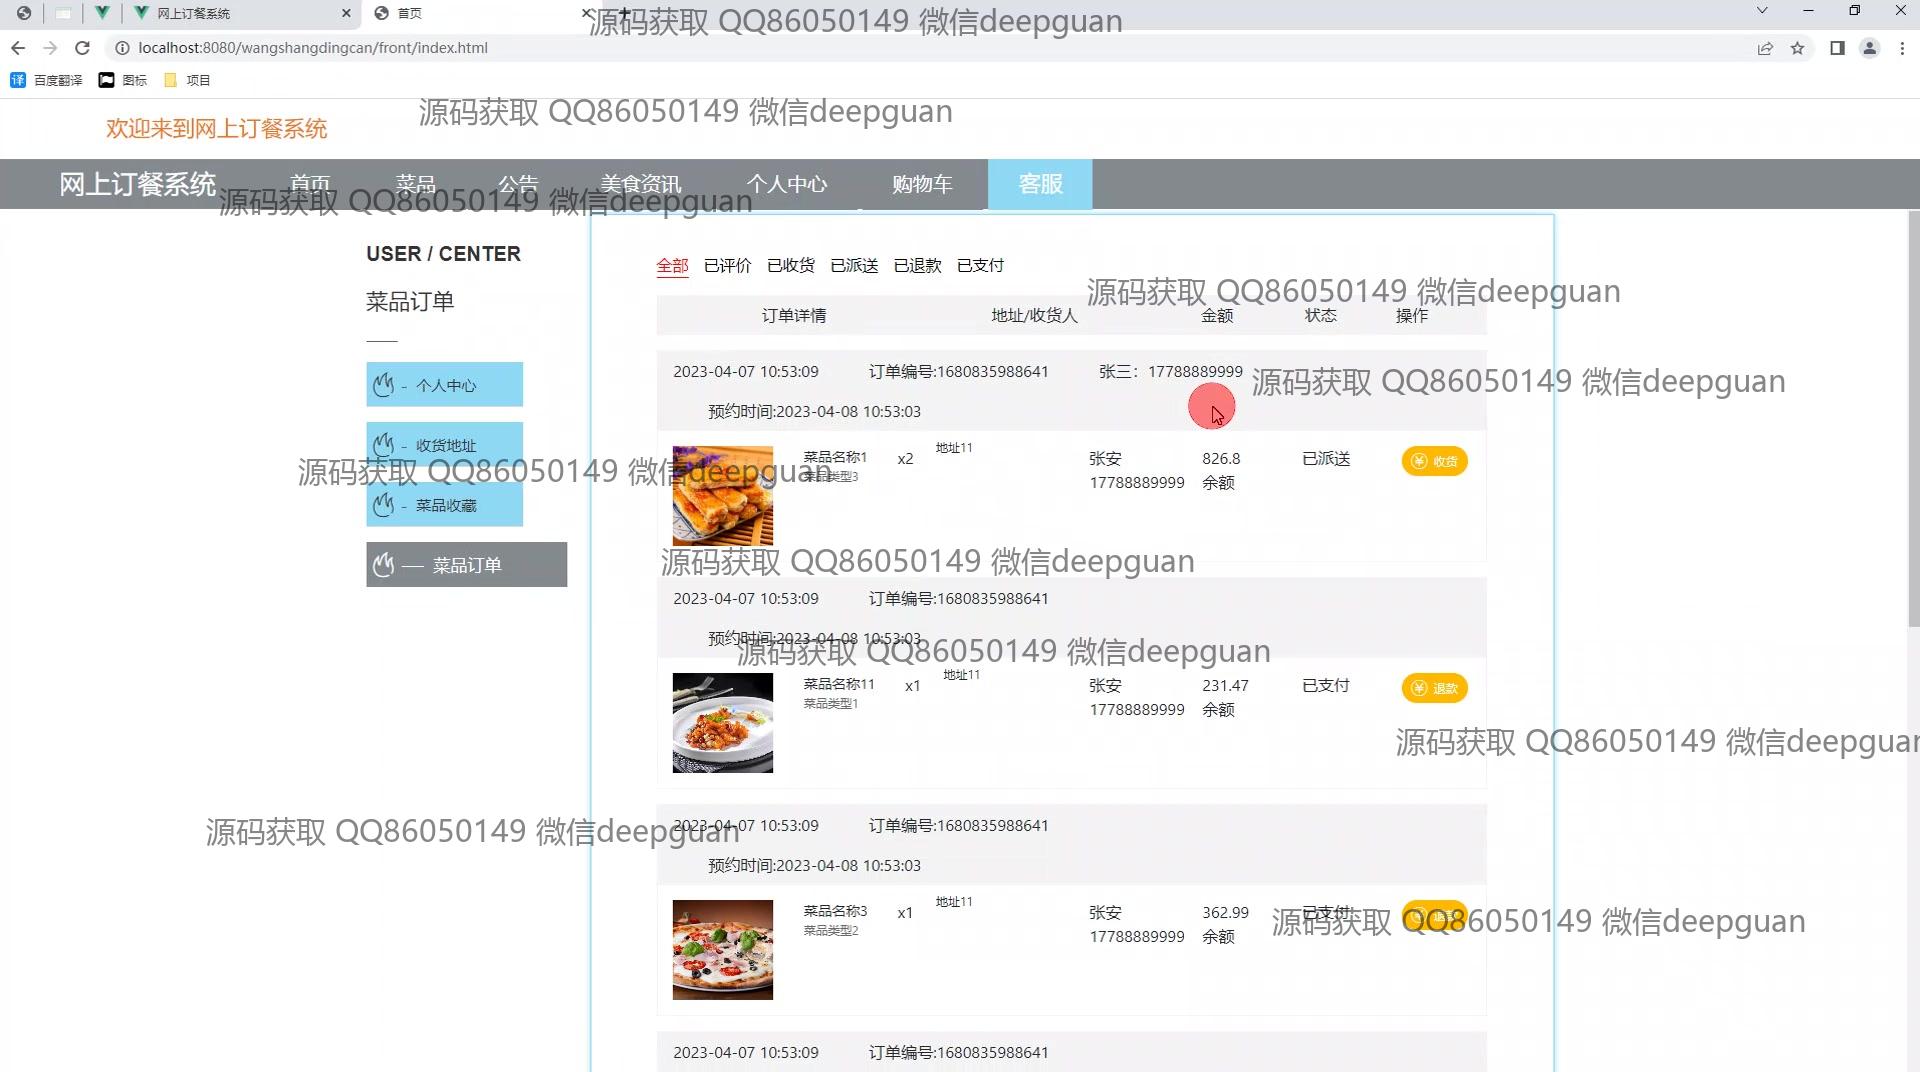 网上订餐系统
首页
源码获取 QQ86050149 微信deepguan
localhost:8080/wangshangdingcan/front/index.html
百度翻译 图标 项目
源码获取 QQ86050149 微信deepguan
欢迎来到网上订餐系统
网上订餐系统 首页 菜品 公告 美食资讯 个人中心 购物车 客服
源码获取 QQ86050149 微信deepguan
USER / CENTER
菜品订单
- 个人中心
- 收货地址
- 菜品收藏
— 菜品订单
全部 已评价 已收货 已派送 已退款 已支付
源码获取 QQ86050149 微信deepguan
订单详情 地址/收货人 金额 状态 操作
2023-04-07 10:53:09 订单编号:1680835988641 张三：17788889999
源码获取 QQ86050149 微信deepguan
预约时间:2023-04-08 10:53:03
菜品名称1 x2 地址11 张安 826.8 已派送 收货
菜品类型3 17788889999 余额
源码获取 QQ86050149 微信deepguan
源码获取 QQ86050149 微信deepguan
2023-04-07 10:53:09 订单编号:1680835988641
预约时间:2023-04-08 10:53:03
源码获取 QQ86050149 微信deepguan
菜品名称11 x1 地址11 张安 231.47 已支付 退款
菜品类型1 17788889999 余额
源码获取 QQ86050149 微信deepguan
2023-04-07 10:53:09 订单编号:1680835988641
源码获取 QQ86050149 微信deepguan
预约时间:2023-04-08 10:53:03
菜品名称3 x1 地址11 张安 362.99 已支付 退款
菜品类型2 17788889999 余额
源码获取 QQ86050149 微信deepguan
2023-04-07 10:53:09 订单编号:1680835988641